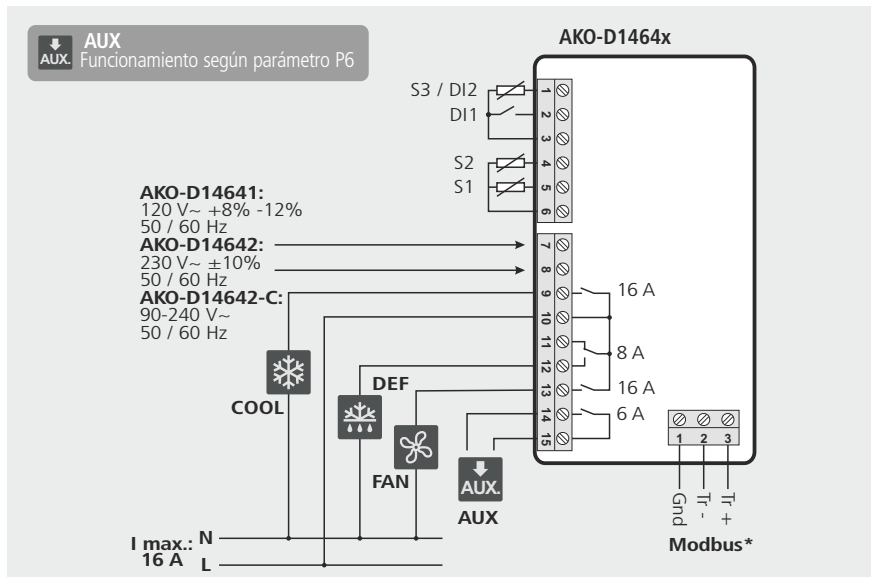 AUX.
AUX
Funcionamiento según parámetro P6
AKO-D1464x
S3 / DI2
DI1
S2
S1
1
2
3
4
5
6
AKO-D14641:
120 V~ +8% -12%
50 / 60 Hz
AKO-D14642:
230 V~ ±10%
50 / 60 Hz
AKO-D14642-C:
90-240 V~
50 / 60 Hz
7
8
9
10
11
12
13
14
15
16 A
8 A
16 A
6 A
COOL
DEF
FAN
AUX.
AUX
1 2 3
Gnd
Tr -
Tr +
Modbus*
I max.: N
16 A L